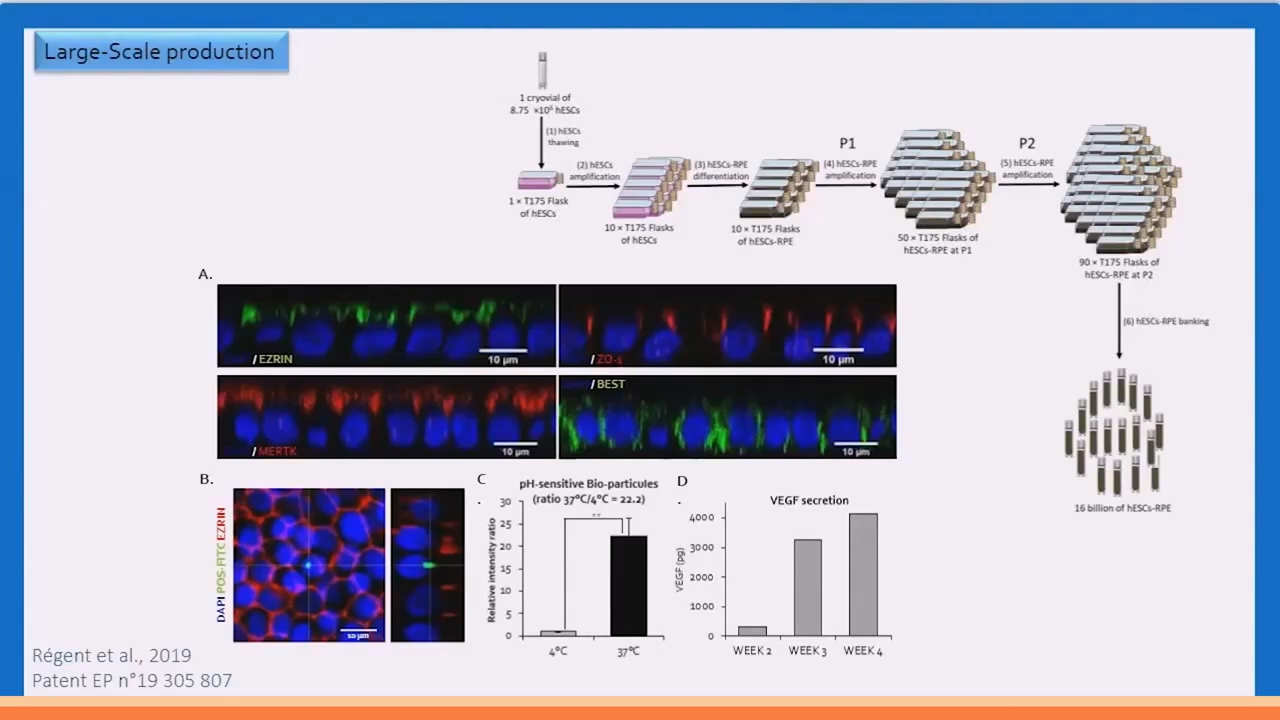 Large-Scale production
1 cryovial of
8.75 ×10⁶ hESCs
(1) hESCs
thawing
1 × T175 Flask
of hESCs
(2) hESCs
amplification
10 × T175 Flasks
of hESCs
(3) hESCs-RPE
differentiation
10 × T175 Flasks
of hESCs-RPE
P1
(4) hESCs-RPE
amplification
50 × T175 Flasks of
hESCs-RPE at P1
P2
(5) hESCs-RPE
amplification
90 × T175 Flasks of
hESCs-RPE at P2
(6) hESCs-RPE banking
16 billion of hESCs-RPE
A.
/ EZRIN
10 µm
/ ZO-1
10 µm
/ MERTK
10 µm
/ BEST
10 µm
B.
DAPI POS-FITC EZRIN
10 µm
C
.
pH-sensitive Bio-particules
(ratio 37°C/4°C = 22.2)
Relative intensity ratio
30
25
20
15
10
5
0
**
4°C
37°C
D
.
VEGF secretion
VEGF (pg)
4000
3000
2000
1000
0
WEEK 2
WEEK 3
WEEK 4
Régent et al., 2019
Patent EP n°19 305 807